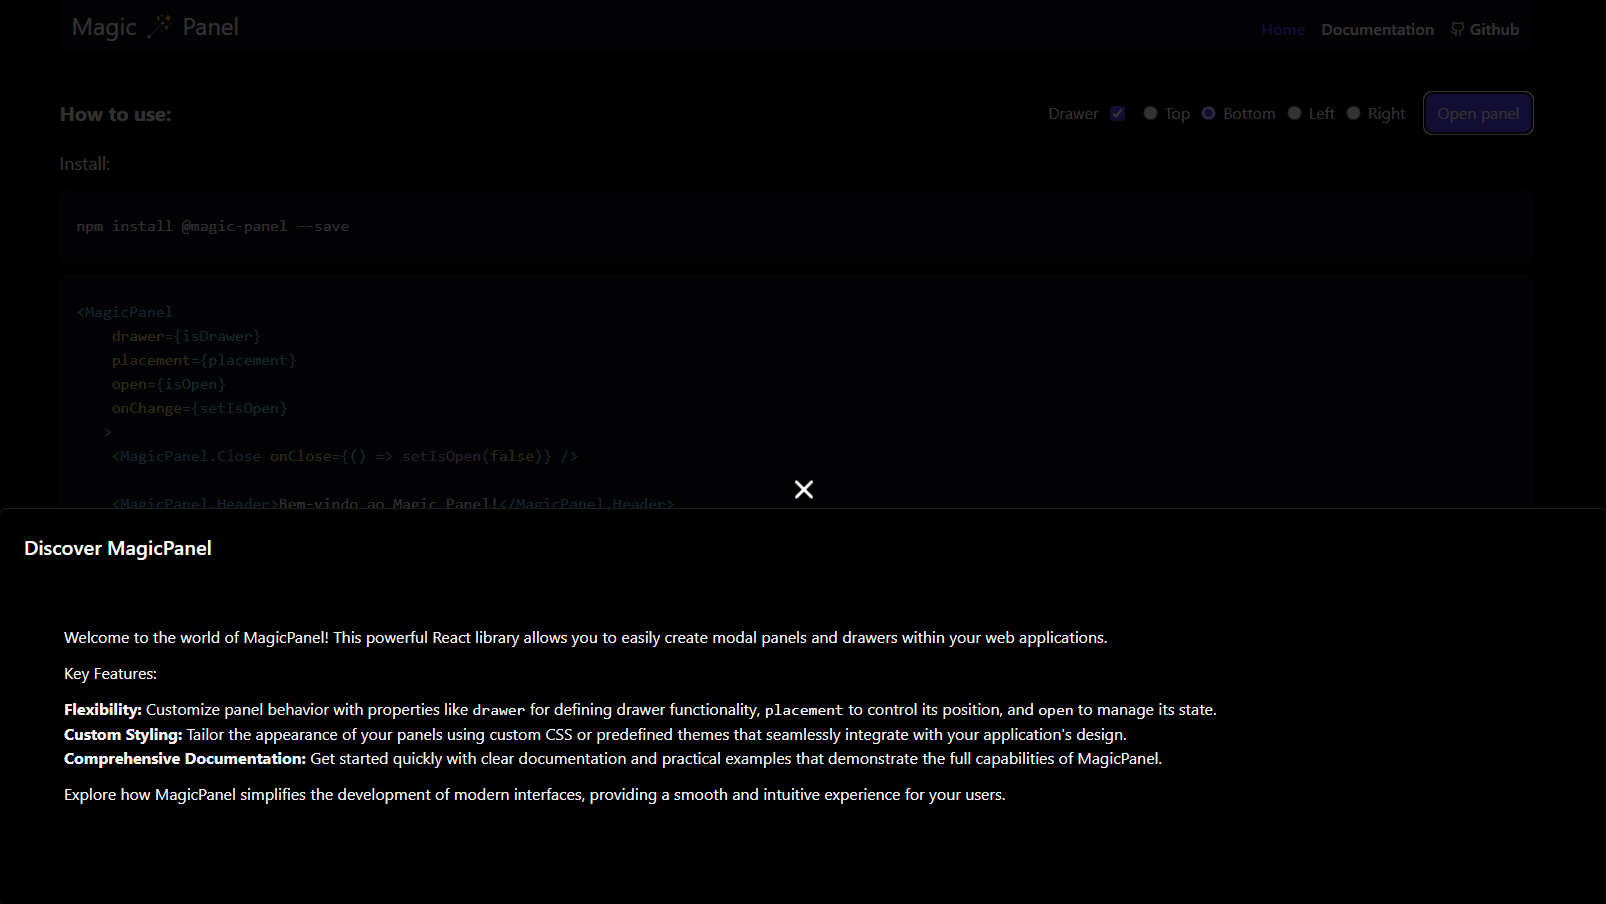 Magic 🪄 Panel
Home Documentation Github
How to use:
Drawer Top Bottom Left Right Open panel
Install:
npm install @magic-panel --save
<MagicPanel
drawer={isDrawer}
placement={placement}
open={isOpen}
onChange={setIsOpen}
>
<MagicPanel.Close onClose={() => setIsOpen(false)} />
<MagicPanel.Header>Bem-vindo ao Magic Panel!</MagicPanel.Header>
Discover MagicPanel
Welcome to the world of MagicPanel! This powerful React library allows you to easily create modal panels and drawers within your web applications.
Key Features:
Flexibility: Customize panel behavior with properties like drawer for defining drawer functionality, placement to control its position, and open to manage its state.
Custom Styling: Tailor the appearance of your panels using custom CSS or predefined themes that seamlessly integrate with your application's design.
Comprehensive Documentation: Get started quickly with clear documentation and practical examples that demonstrate the full capabilities of MagicPanel.
Explore how MagicPanel simplifies the development of modern interfaces, providing a smooth and intuitive experience for your users.